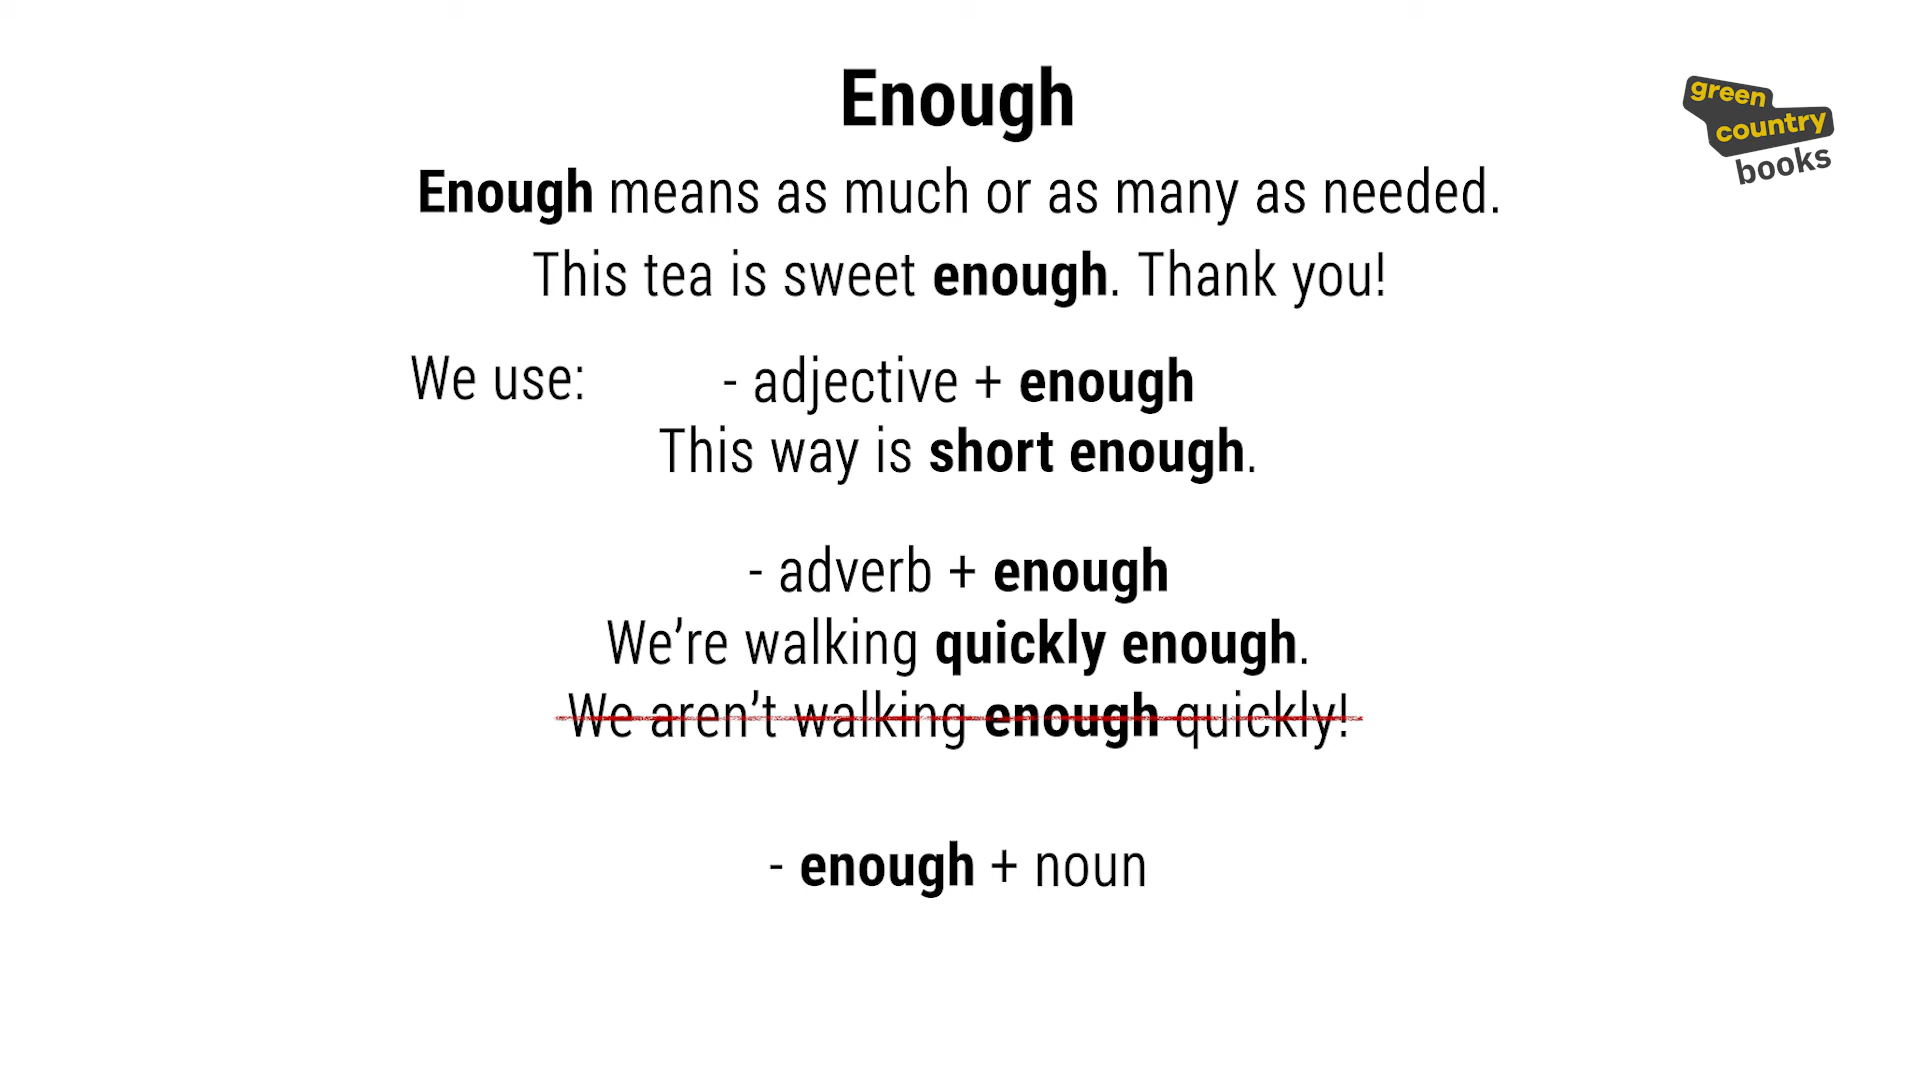 Enough
green
country
books
Enough means as much or as many as needed.
This tea is sweet enough. Thank you!
We use: - adjective + enough
This way is short enough.
- adverb + enough
We’re walking quickly enough.
We aren’t walking enough quickly!
- enough + noun